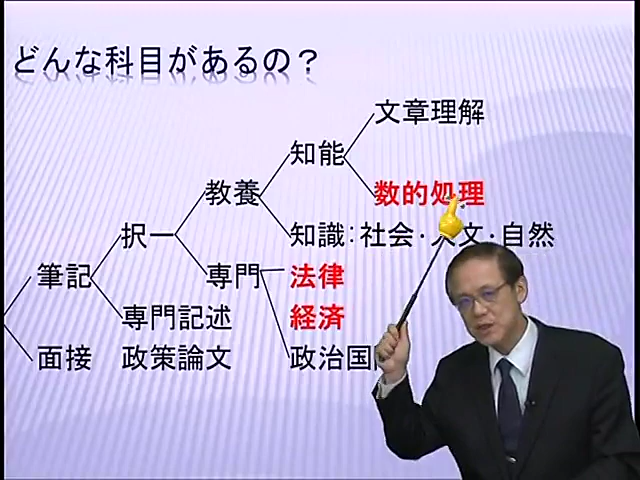 どんな科目があるの？
文章理解
知能
数的処理
教養
択一
知識：社会・人文・自然
筆記
専門
法律
専門記述
経済
面接
政策論文
政治国